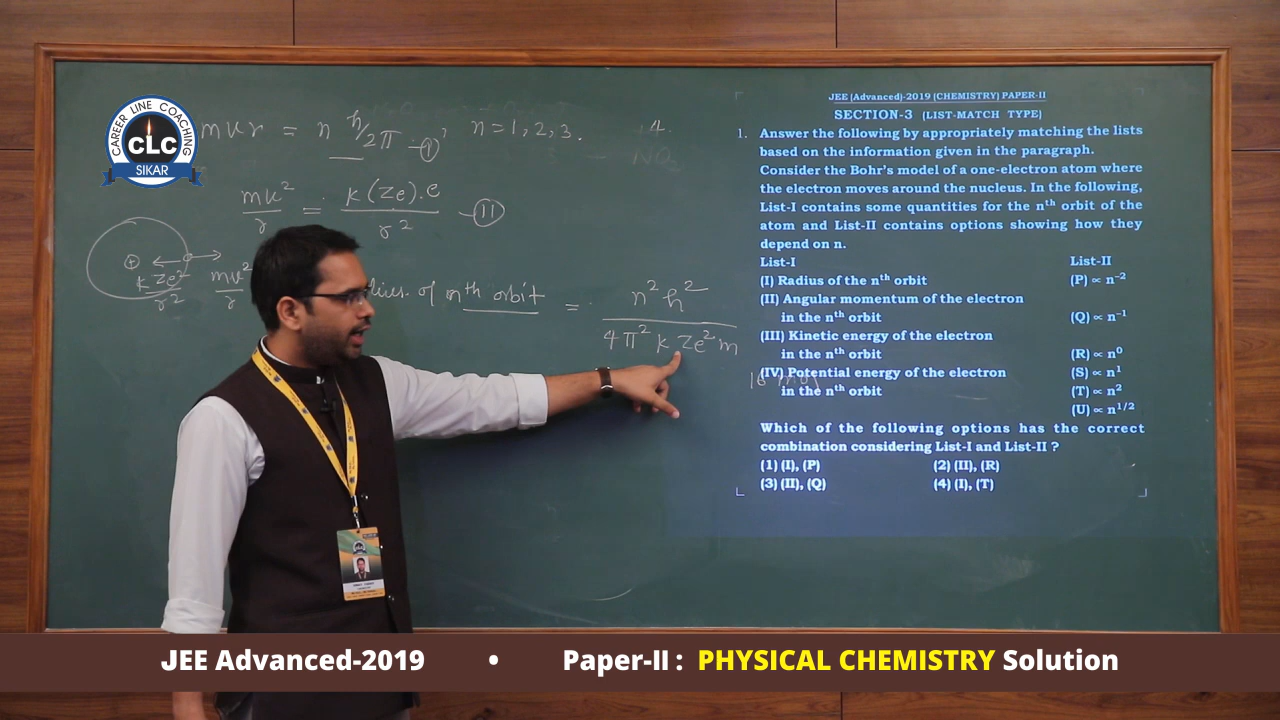 CAREER LINE COACHING
CLC
SIKAR
mvr = n h/2π -(I) n = 1, 2, 3. 4.
NO₂
mv²/r = k(Ze).e/r² -(II)
kZe²/r² mv²/r
of nth orbit = n²h²/4π²kZe²m
JEE (Advanced)-2019 (CHEMISTRY) PAPER-II
SECTION-3 (LIST-MATCH TYPE)
1. Answer the following by appropriately matching the lists
based on the information given in the paragraph.
Consider the Bohr's model of a one-electron atom where
the electron moves around the nucleus. In the following,
List-I contains some quantities for the nth orbit of the
atom and List-II contains options showing how they
depend on n.
List-I List-II
(I) Radius of the nth orbit (P) ∝ n⁻²
(II) Angular momentum of the electron
in the nth orbit (Q) ∝ n⁻¹
(III) Kinetic energy of the electron
in the nth orbit (R) ∝ n⁰
(IV) Potential energy of the electron (S) ∝ n¹
in the nth orbit (T) ∝ n²
(U) ∝ n¹ᐟ²
Which of the following options has the correct
combination considering List-I and List-II ?
(1) (I), (P) (2) (II), (R)
(3) (II), (Q) (4) (I), (T)
JEE Advanced-2019 • Paper-II : PHYSICAL CHEMISTRY Solution